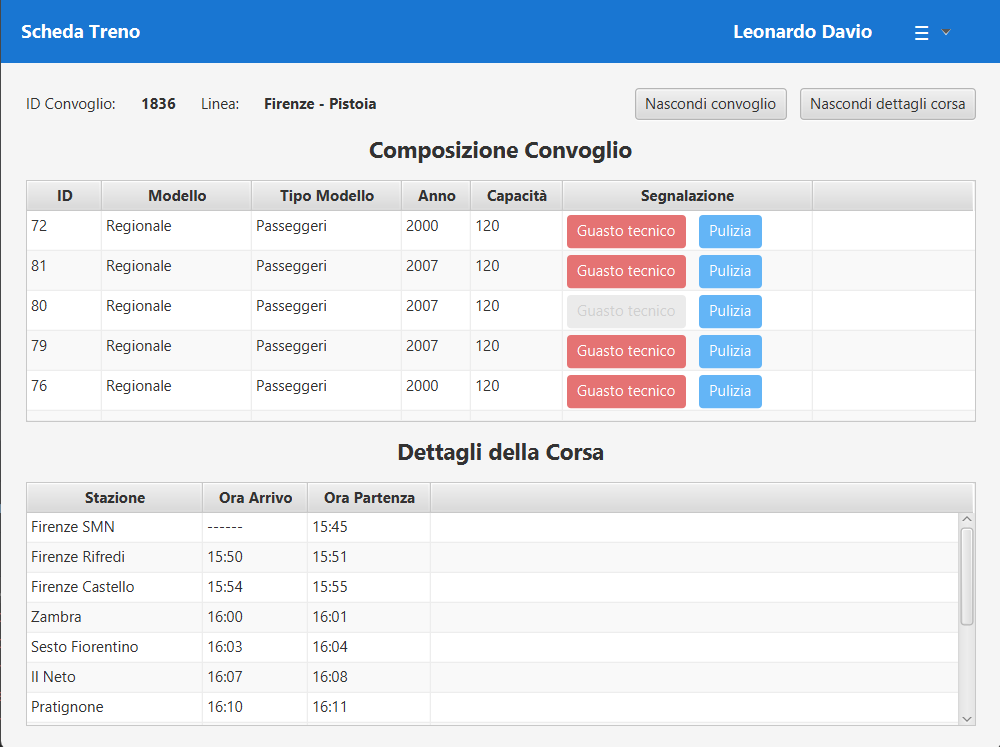 Scheda Treno Leonardo Davio
ID Convoglio: 1836 Linea: Firenze - Pistoia Nascondi convoglio Nascondi dettagli corsa
Composizione Convoglio
ID Modello Tipo Modello Anno Capacità Segnalazione
72 Regionale Passeggeri 2000 120 Guasto tecnico Pulizia
81 Regionale Passeggeri 2007 120 Guasto tecnico Pulizia
80 Regionale Passeggeri 2007 120 Guasto tecnico Pulizia
79 Regionale Passeggeri 2007 120 Guasto tecnico Pulizia
76 Regionale Passeggeri 2000 120 Guasto tecnico Pulizia
Dettagli della Corsa
Stazione Ora Arrivo Ora Partenza
Firenze SMN ------ 15:45
Firenze Rifredi 15:50 15:51
Firenze Castello 15:54 15:55
Zambra 16:00 16:01
Sesto Fiorentino 16:03 16:04
Il Neto 16:07 16:08
Pratignone 16:10 16:11